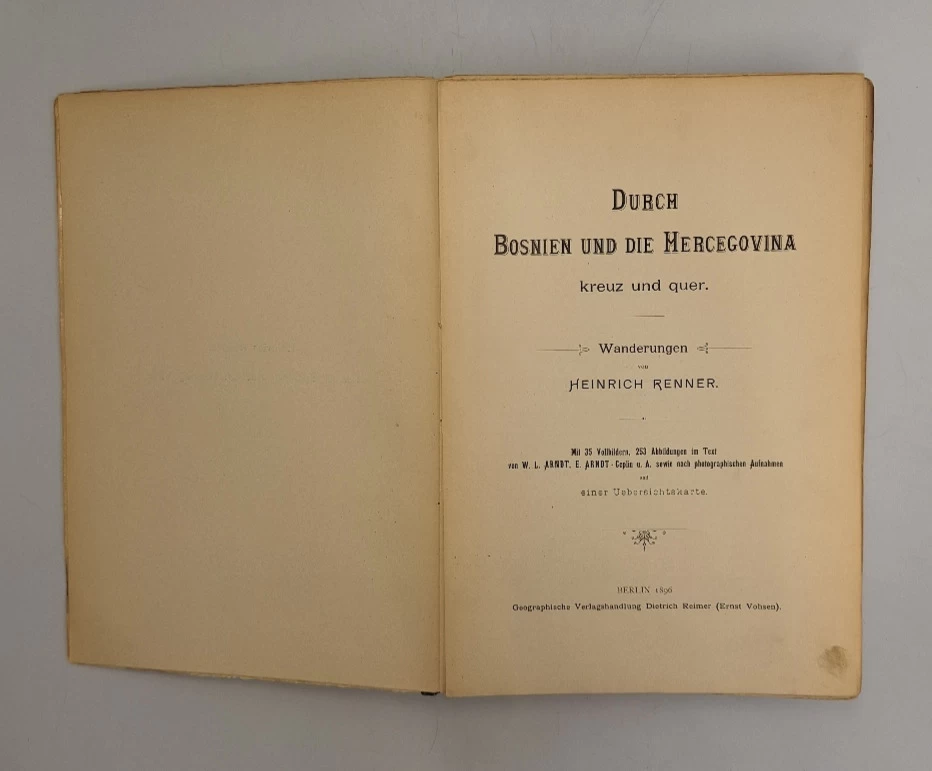 DURCH
BOSNIEN UND DIE HERCEGOVINA
kreuz und quer.
Wanderungen
von
HEINRICH RENNER.
Mit 35 Vollbildern, 253 Abbildungen im Text
von W. L. ARNDT, E. ARNDT-Ceplin u. A. sowie nach photographischen Aufnahmen
und
einer Uebersichtskarte.
BERLIN 1896
Geographische Verlagshandlung Dietrich Reimer (Ernst Vohsen).